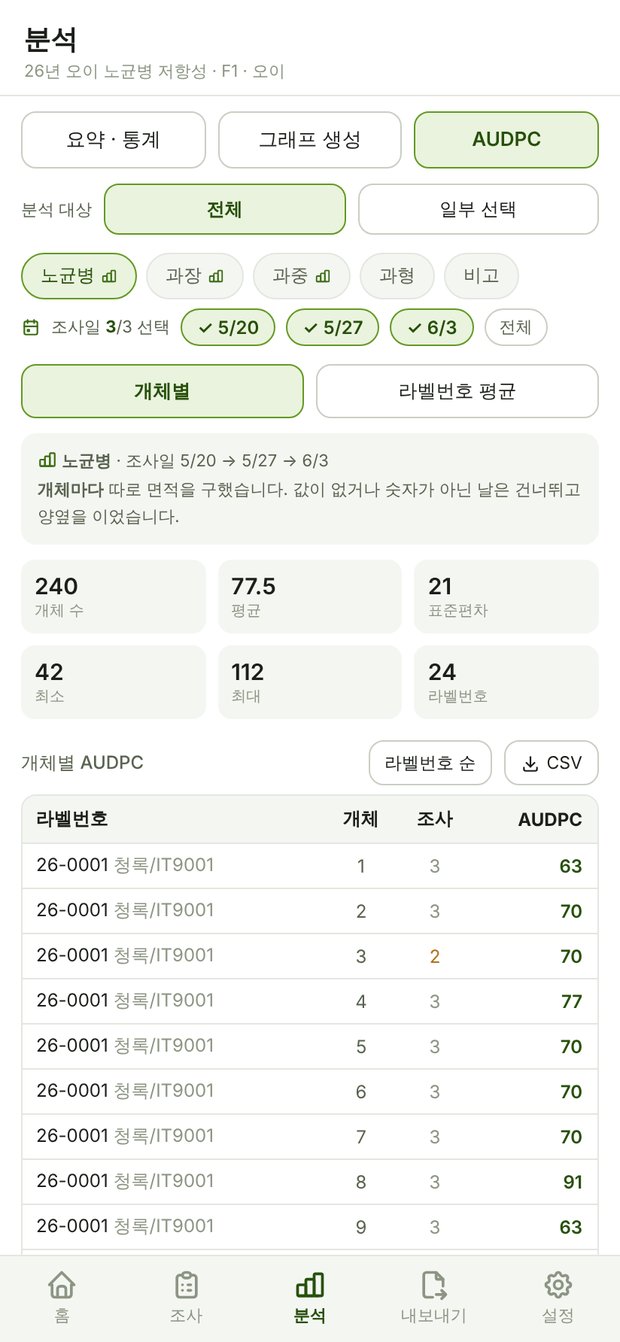 분석
26년 오이 노균병 저항성 · F1 · 오이
요약 · 통계 그래프 생성 AUDPC
분석 대상 전체 일부 선택
노균병 과장 과중 과형 비고
조사일 3/3 선택 ✓ 5/20 ✓ 5/27 ✓ 6/3 전체
개체별 라벨번호 평균
노균병 · 조사일 5/20 → 5/27 → 6/3
개체마다 따로 면적을 구했습니다. 값이 없거나 숫자가 아닌 날은 건너뛰고
양옆을 이었습니다.
240 77.5 21
개체 수 평균 표준편차
42 112 24
최소 최대 라벨번호
개체별 AUDPC 라벨번호 순 CSV
라벨번호 개체 조사 AUDPC
26-0001 청록/IT9001 1 3 63
26-0001 청록/IT9001 2 3 70
26-0001 청록/IT9001 3 2 70
26-0001 청록/IT9001 4 3 77
26-0001 청록/IT9001 5 3 70
26-0001 청록/IT9001 6 3 70
26-0001 청록/IT9001 7 3 70
26-0001 청록/IT9001 8 3 91
26-0001 청록/IT9001 9 3 63
홈 조사 분석 내보내기 설정